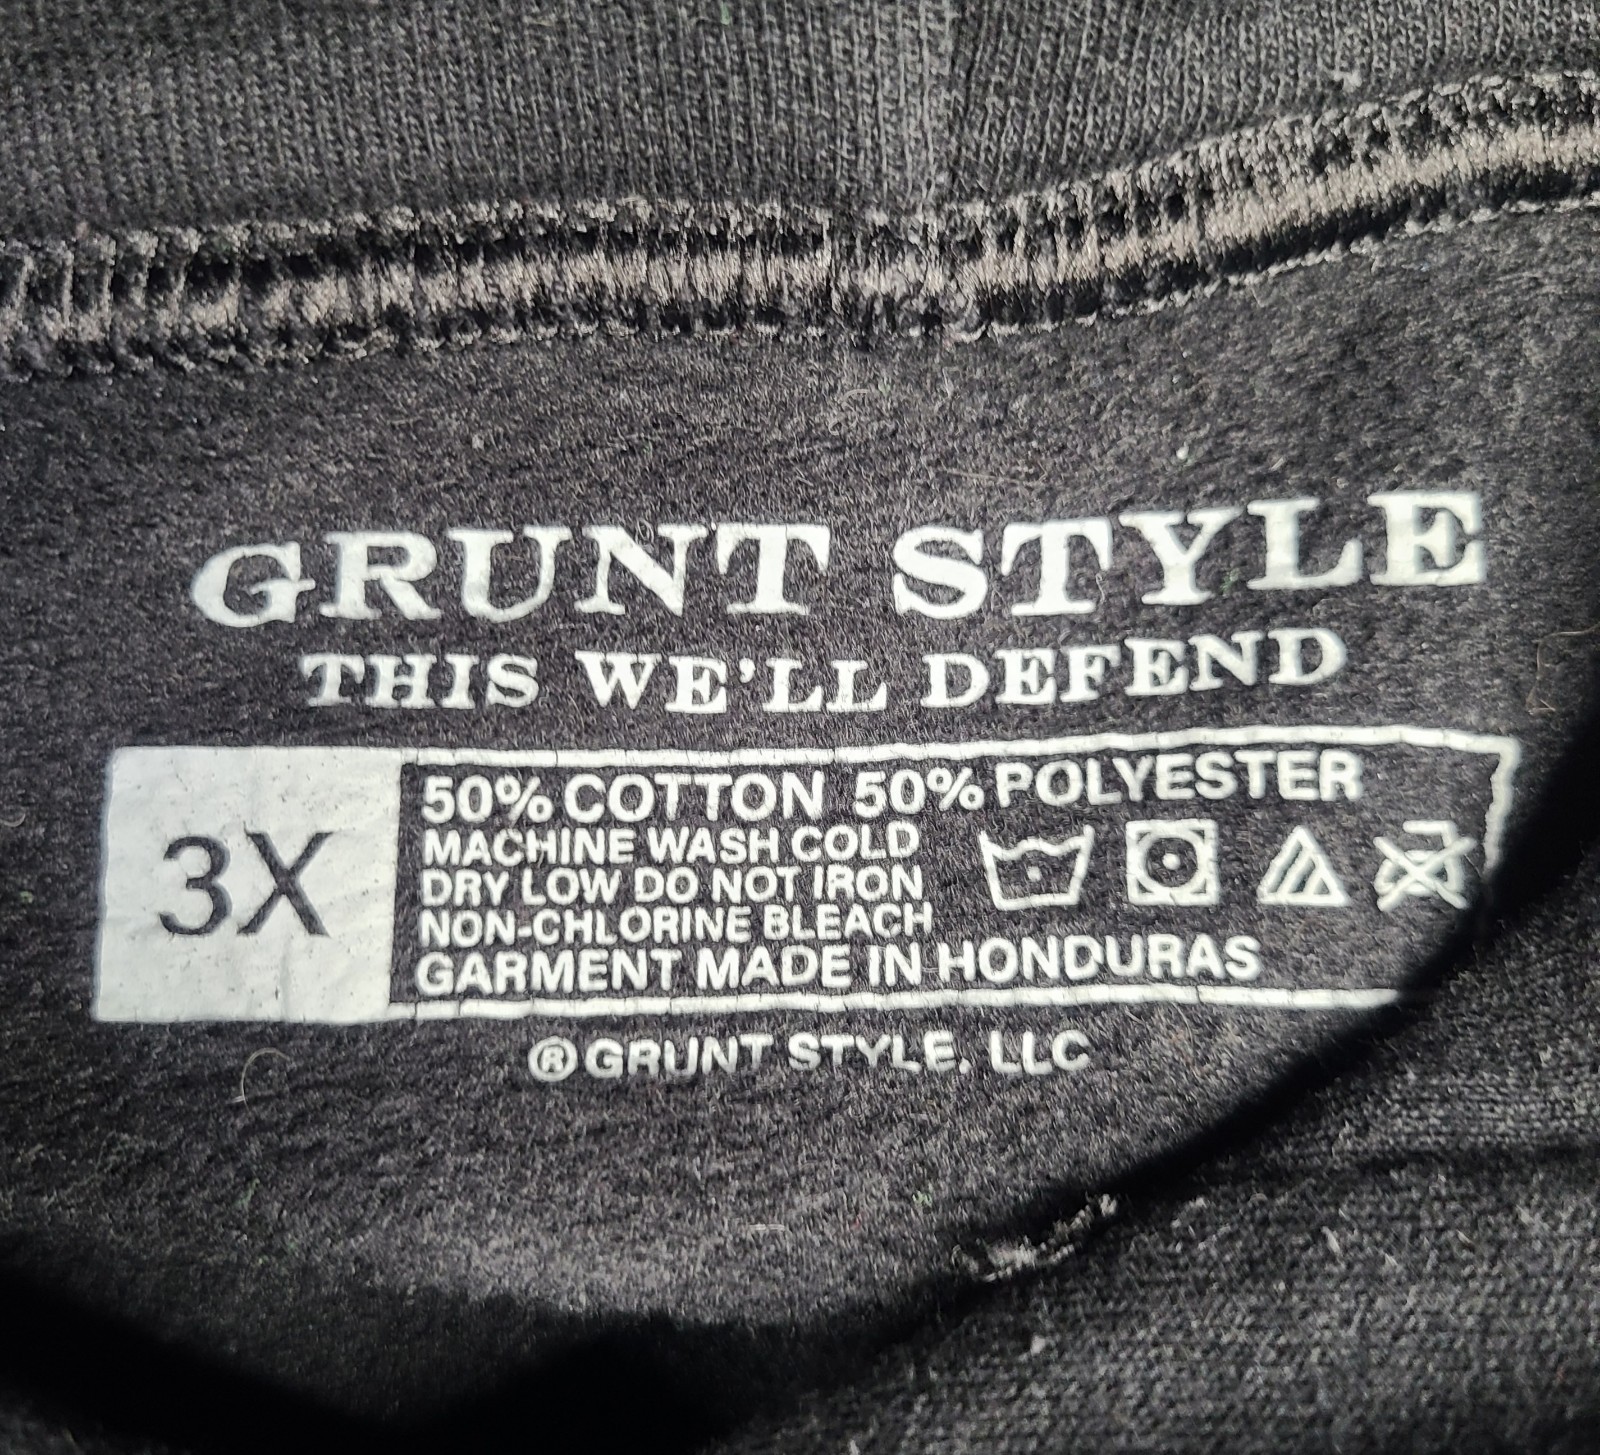 GRUNT STYLE
THIS WE'LL DEFEND
3X
50% COTTON 50% POLYESTER
MACHINE WASH COLD
DRY LOW DO NOT IRON
NON-CHLORINE BLEACH
GARMENT MADE IN HONDURAS
®GRUNT STYLE, LLC